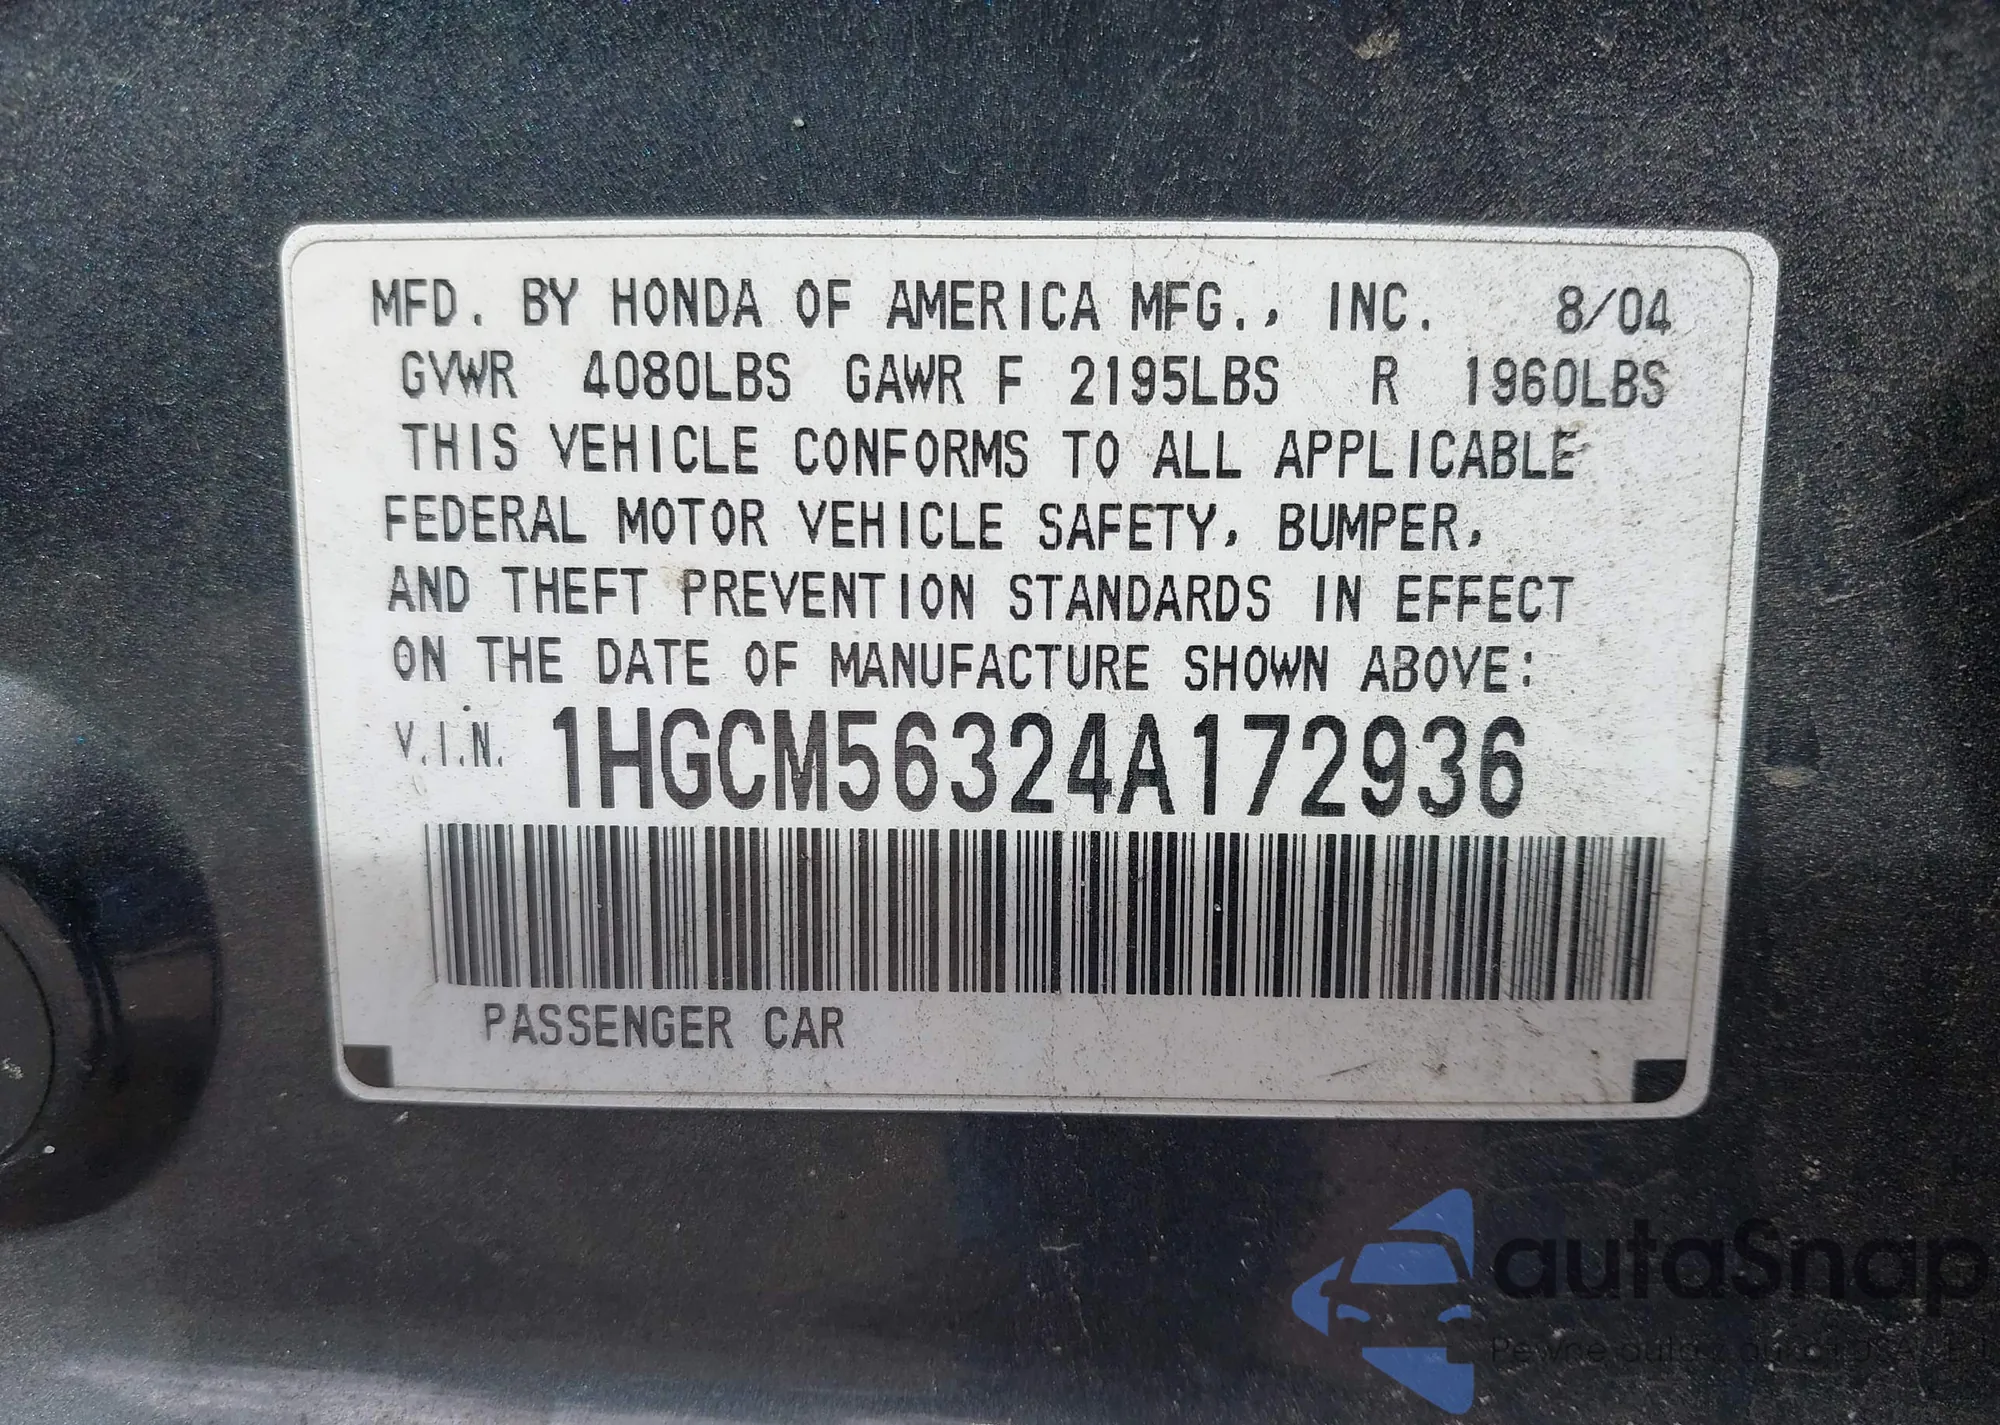 MFD. BY HONDA OF AMERICA MFG., INC. 8/04
GVWR 4080LBS GAWR F 2195LBS R 1960LBS
THIS VEHICLE CONFORMS TO ALL APPLICABLE
FEDERAL MOTOR VEHICLE SAFETY, BUMPER,
AND THEFT PREVENTION STANDARDS IN EFFECT
ON THE DATE OF MANUFACTURE SHOWN ABOVE:
V.I.N. 1HGCM56324A172936
PASSENGER CAR
autaSnap
Pewne auta z